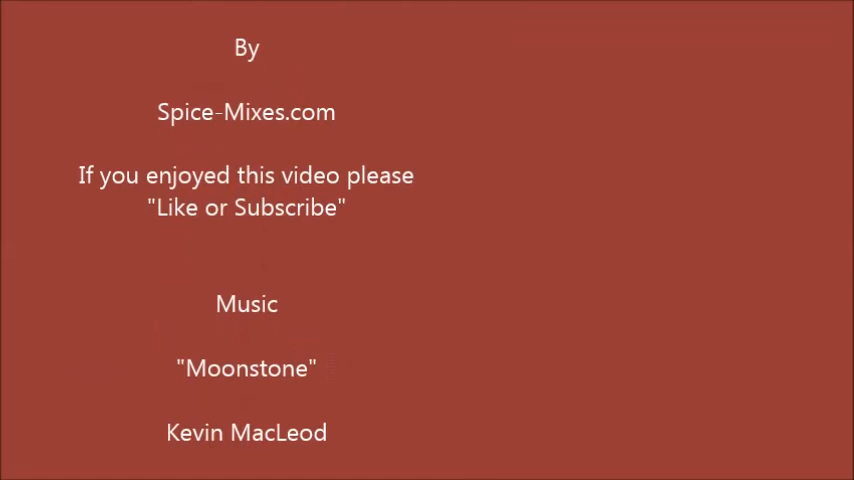 By
Spice-Mixes.com
If you enjoyed this video please
"Like or Subscribe"
Music
"Moonstone"
Kevin MacLeod